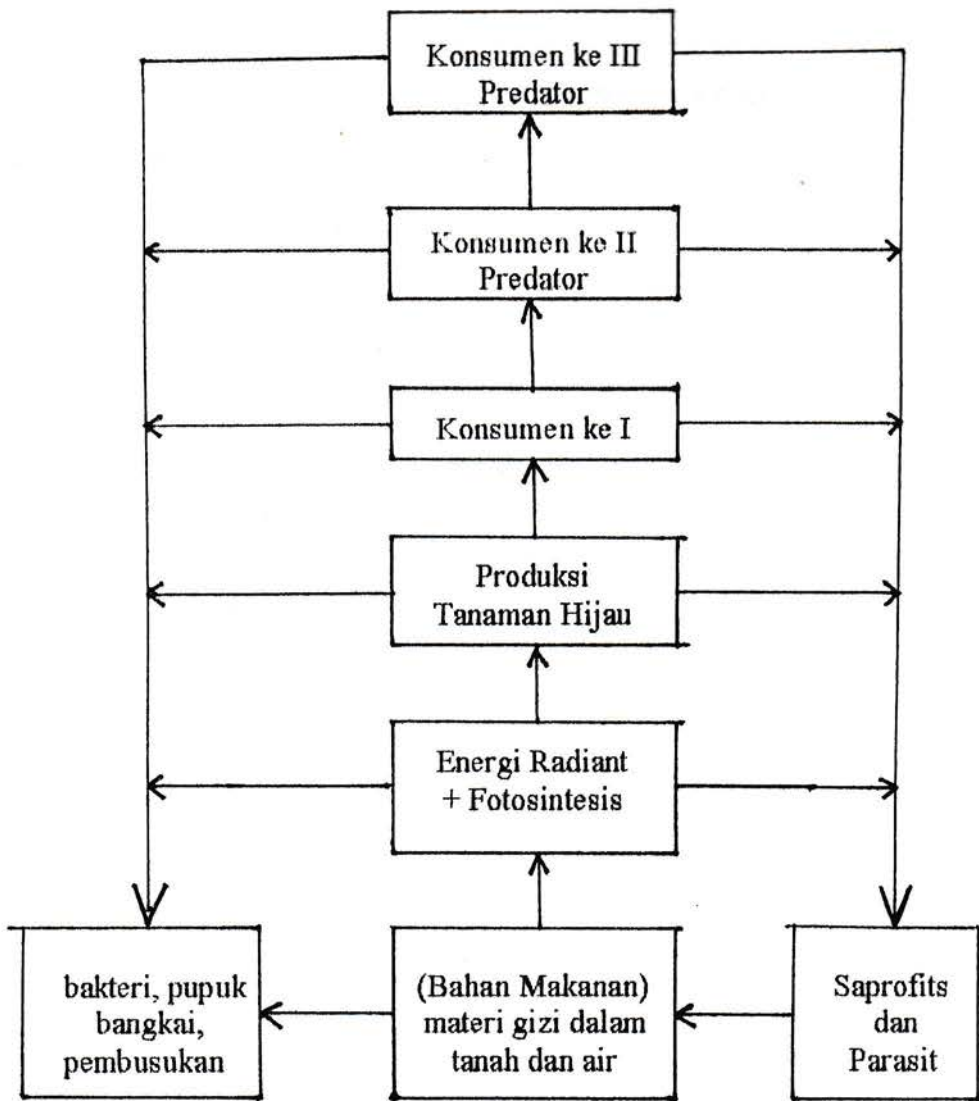 Konsumen ke III
Predator
Konsumen ke II
Predator
Konsumen ke I
Produksi
Tanaman Hijau
Energi Radiant
+ Fotosintesis
bakteri, pupuk
bangkai,
pembusukan
(Bahan Makanan)
materi gizi dalam
tanah dan air
Saprofits
dan
Parasit